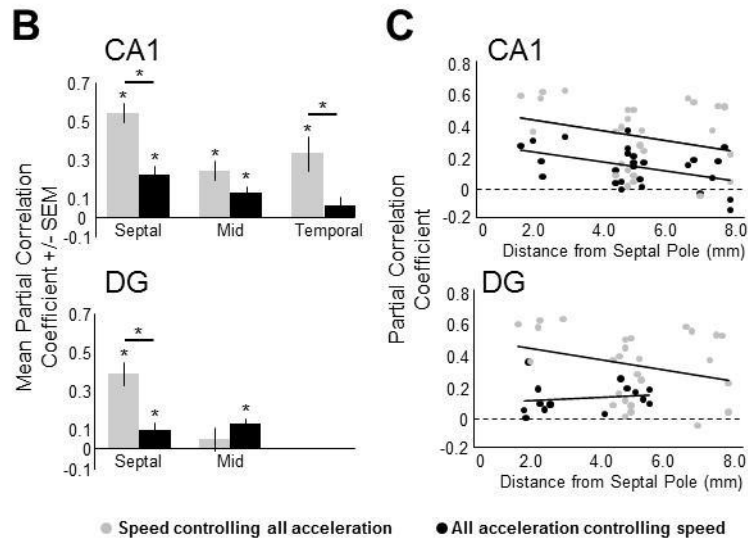 B
CA1
Mean Partial Correlation
Coefficient +/- SEM
0.7
0.5
0.3
0.1
0
-0.1
*
*
*
*
*
*
*
Septal Mid Temporal
DG
0.7
0.5
0.3
0.1
0
-0.1
*
*
*
*
Septal Mid
C
CA1
Partial Correlation
Coefficient
0.8
0.6
0.4
0.2
0
-0.2
0 2.0 4.0 6.0 8.0
Distance from Septal Pole (mm)
DG
0.8
0.6
0.4
0.2
0
-0.2
0 2.0 4.0 6.0 8.0
Distance from Septal Pole (mm)
Speed controlling all acceleration All acceleration controlling speed